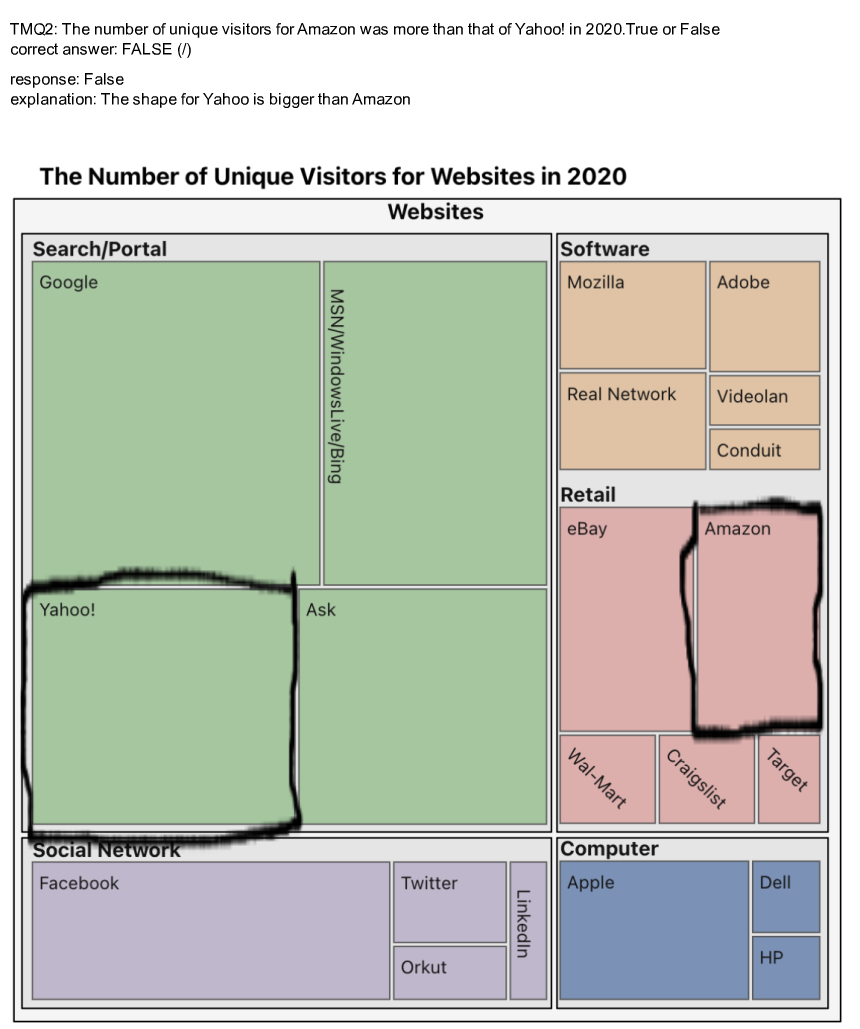 TMQ2: The number of unique visitors for Amazon was more than that of Yahoo! in 2020.True or False
correct answer: FALSE (/)
response: False
explanation: The shape for Yahoo is bigger than Amazon
The Number of Unique Visitors for Websites in 2020
Websites
Search/Portal
Google
MSN/WindowsLive/Bing
Yahoo!
Ask
Software
Mozilla
Adobe
Real Network
Videolan
Conduit
Retail
eBay
Amazon
Wal-Mart
Craigslist
Target
Social Network
Facebook
Twitter
Orkut
LinkedIn
Computer
Apple
Dell
HP